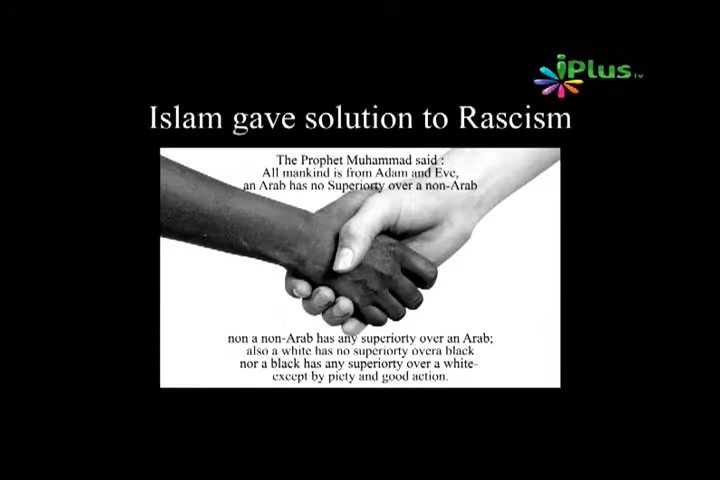 iPlus tv
Islam gave solution to Rascism
The Prophet Muhammad said :
All mankind is from Adam and Eve,
an Arab has no Superiorty over a non-Arab
non a non-Arab has any superiorty over an Arab;
also a white has no superiorty overa black
nor a black has any superiorty over a white-
except by piety and good action.